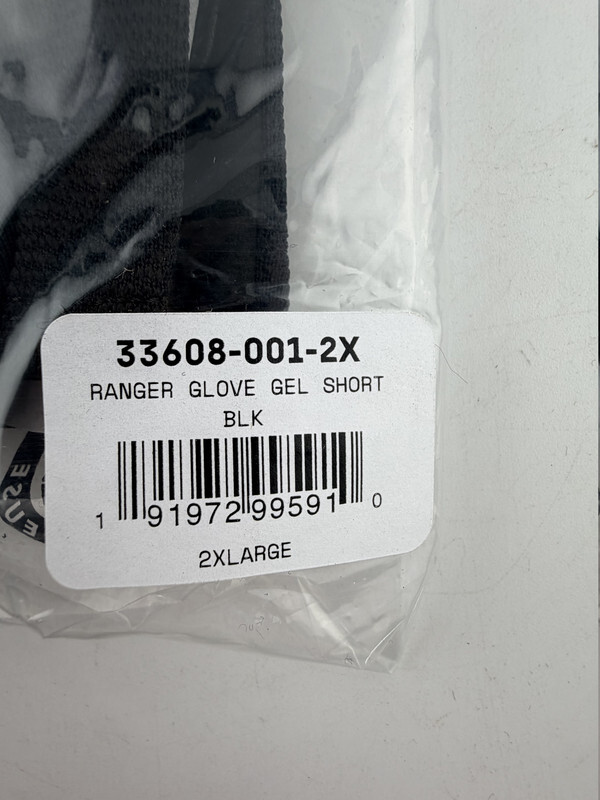 33608-001-2X
RANGER GLOVE GEL SHORT
BLK
1 91972 99591 0
2XLARGE